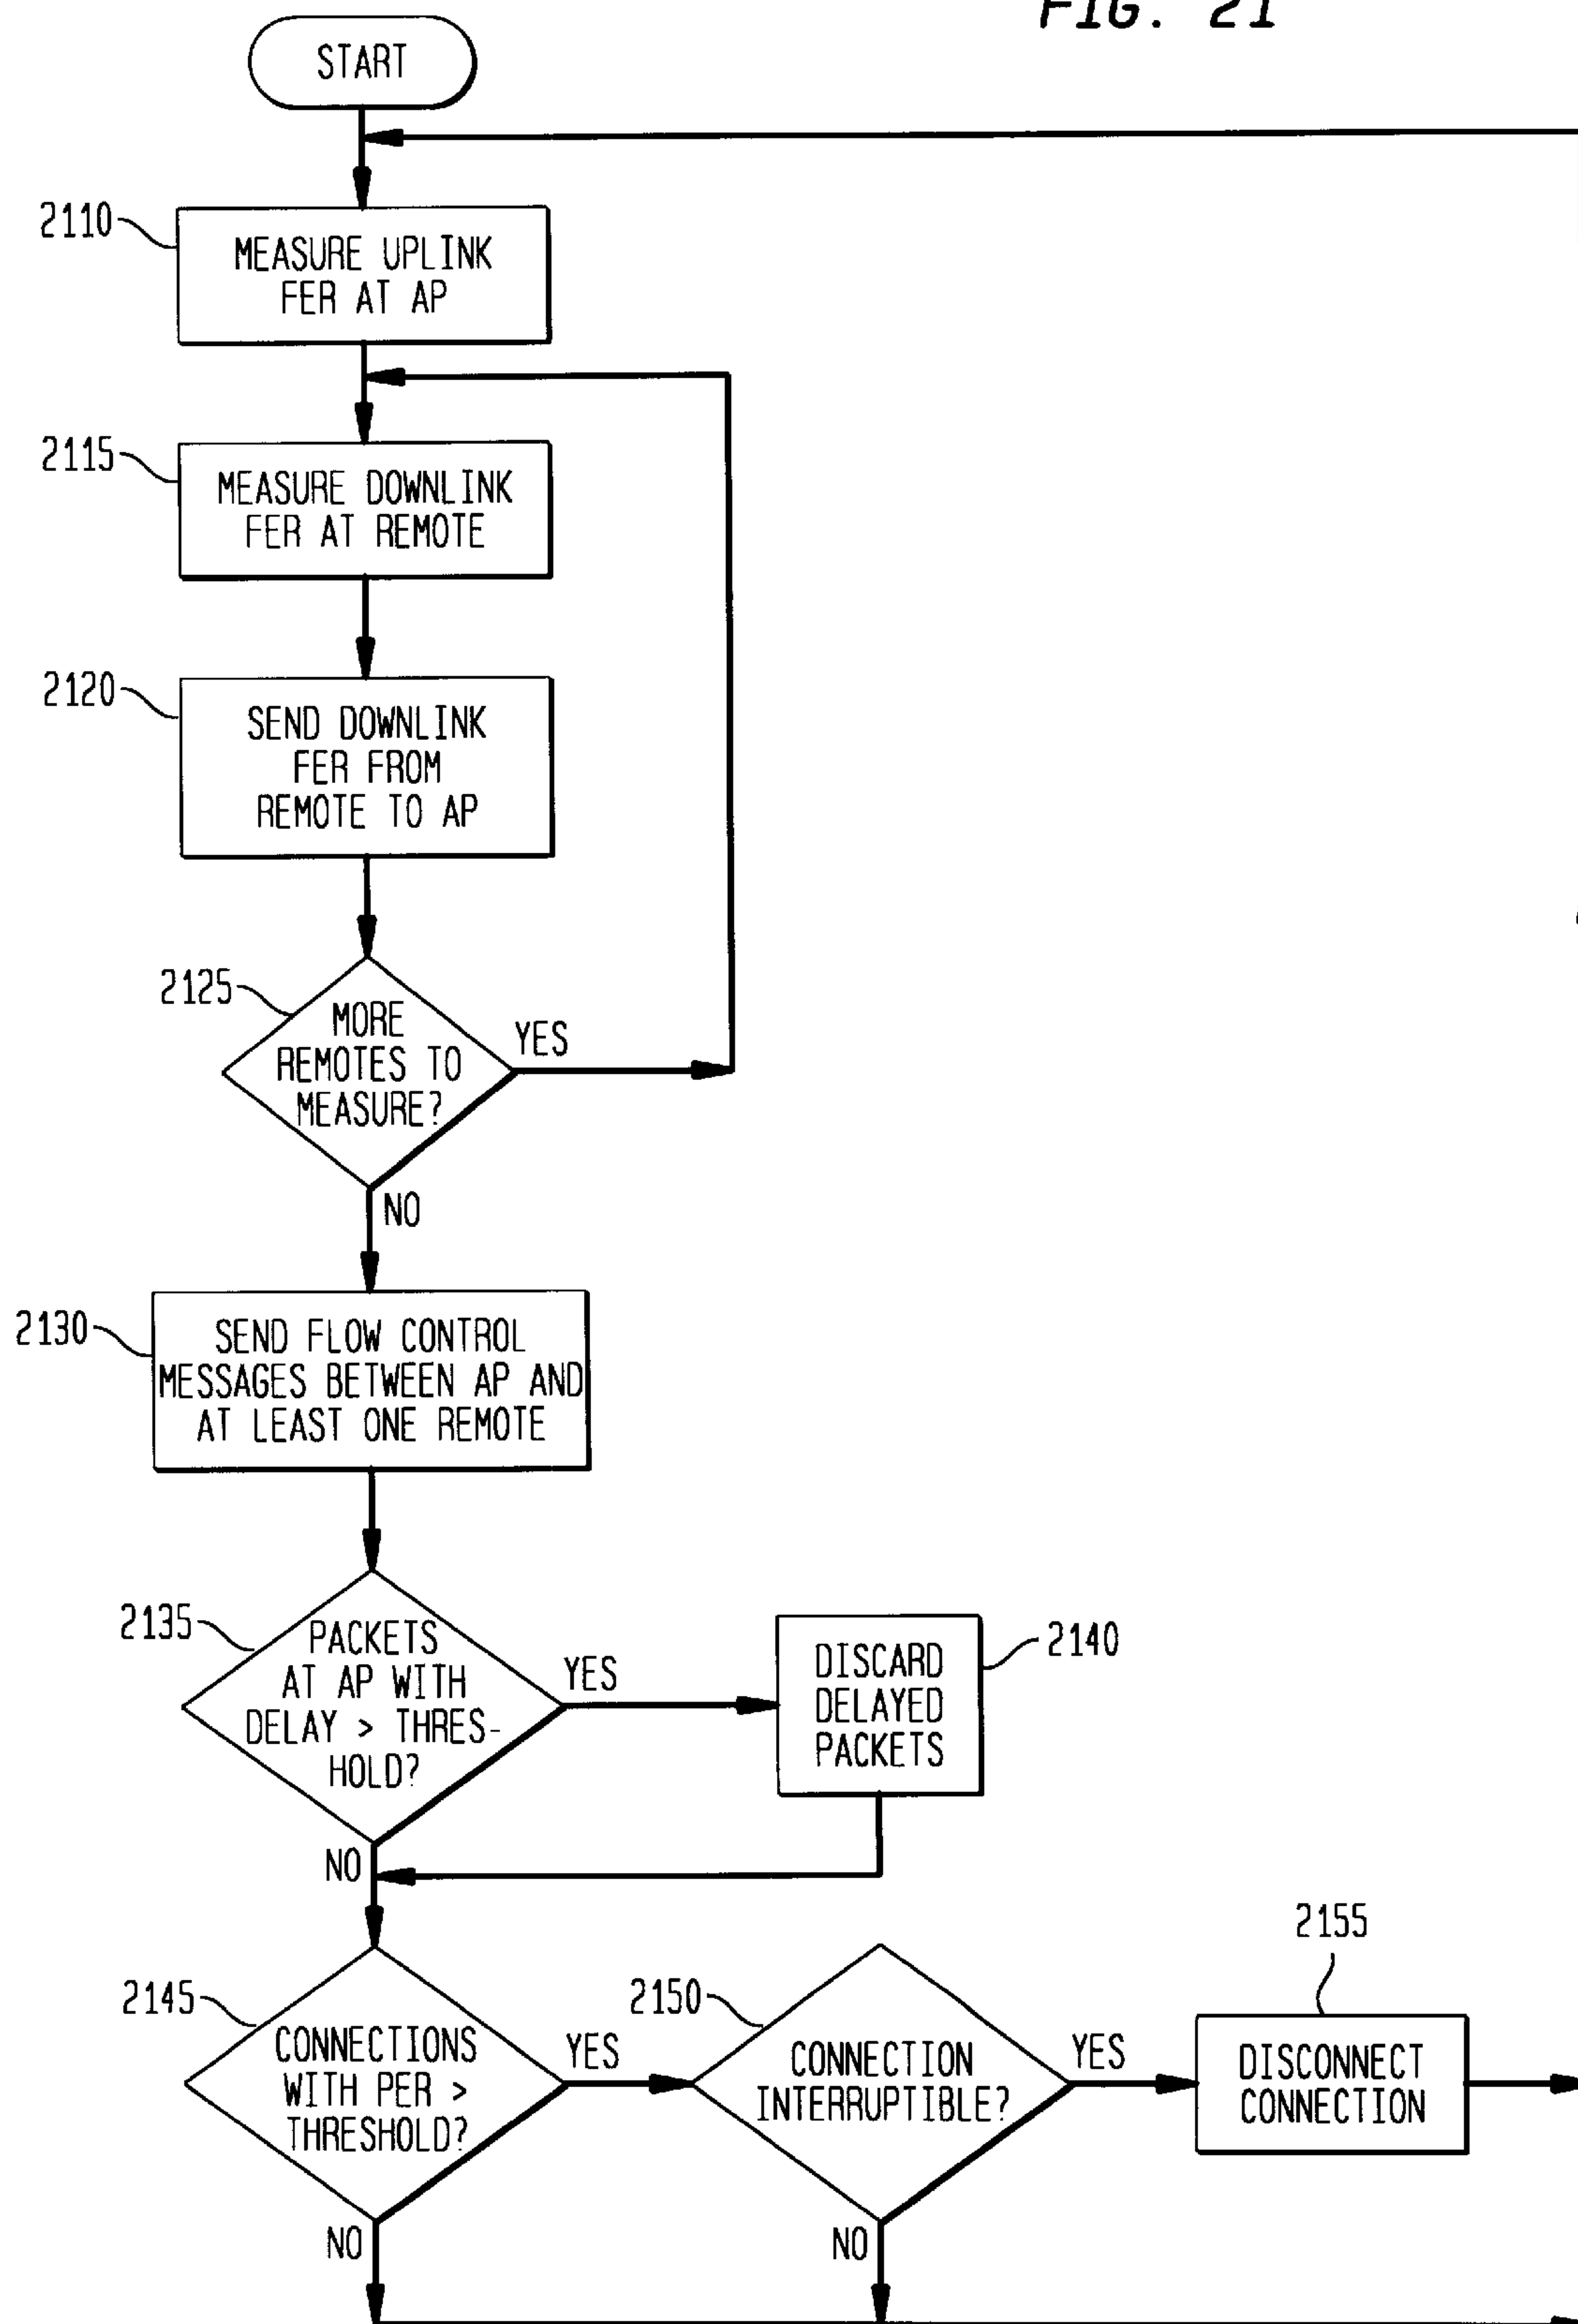 FIG. 21
START
2110
MEASURE UPLINK
FER AT AP
2115
MEASURE DOWNLINK
FER AT REMOTE
2120
SEND DOWNLINK
FER FROM
REMOTE TO AP
2125
MORE
REMOTES TO
MEASURE?
YES
NO
2130
SEND FLOW CONTROL
MESSAGES BETWEEN AP AND
AT LEAST ONE REMOTE
2135
PACKETS
AT AP WITH
DELAY > THRES-
HOLD?
YES
DISCARD
DELAYED
PACKETS
2140
NO
2145
CONNECTIONS
WITH PER >
THRESHOLD?
YES
2150
CONNECTION
INTERRUPTIBLE?
YES
2155
DISCONNECT
CONNECTION
NO
NO